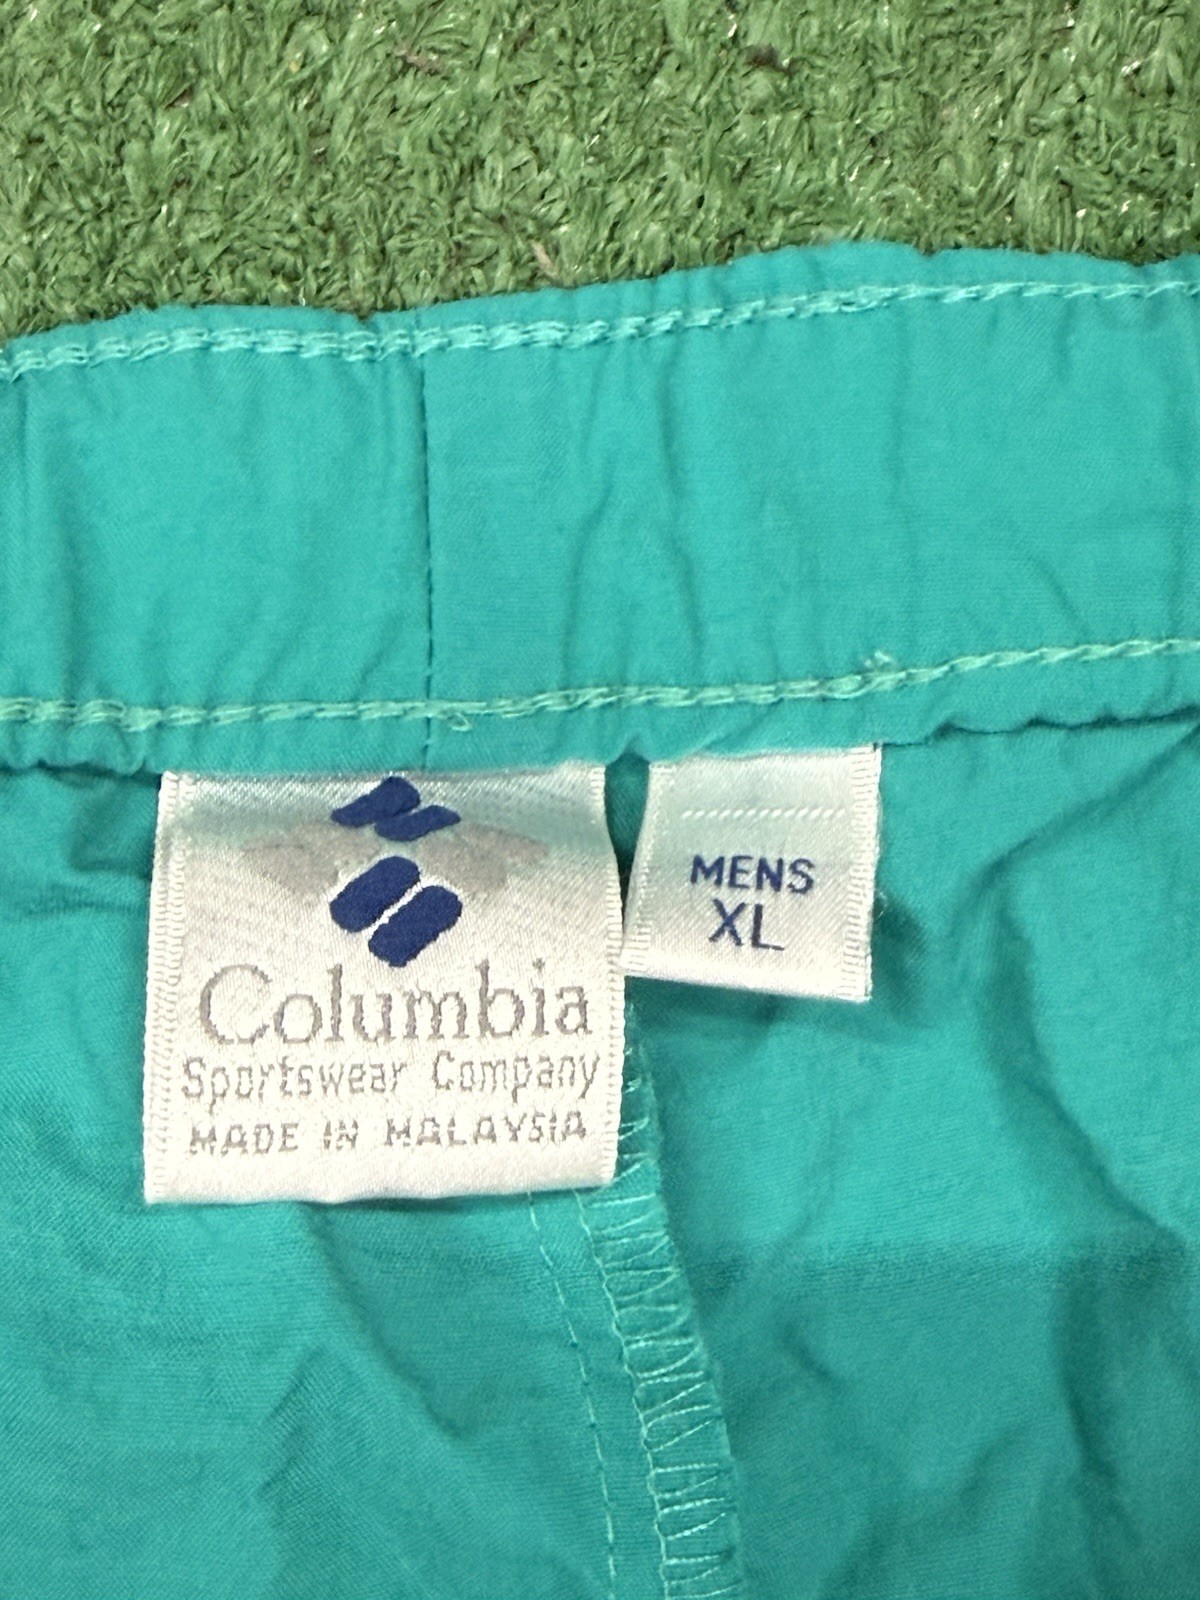 Columbia
Sportswear Company
MADE IN MALAYSIA
MENS
XL